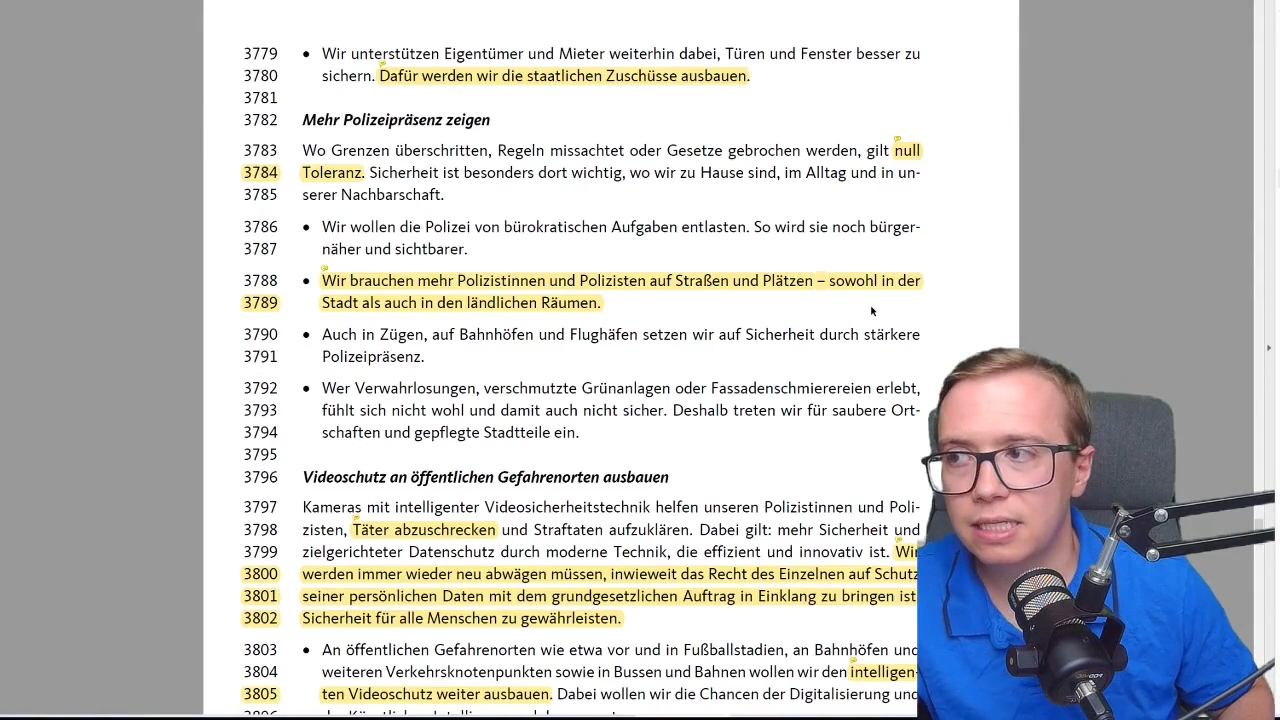 3779 • Wir unterstützen Eigentümer und Mieter weiterhin dabei, Türen und Fenster besser zu
3780 sichern. Dafür werden wir die staatlichen Zuschüsse ausbauen.
3781
3782 Mehr Polizeipräsenz zeigen
3783 Wo Grenzen überschritten, Regeln missachtet oder Gesetze gebrochen werden, gilt null
3784 Toleranz. Sicherheit ist besonders dort wichtig, wo wir zu Hause sind, im Alltag und in un-
3785 serer Nachbarschaft.
3786 • Wir wollen die Polizei von bürokratischen Aufgaben entlasten. So wird sie noch bürger-
3787 näher und sichtbarer.
3788 • Wir brauchen mehr Polizistinnen und Polizisten auf Straßen und Plätzen – sowohl in der
3789 Stadt als auch in den ländlichen Räumen.
3790 • Auch in Zügen, auf Bahnhöfen und Flughäfen setzen wir auf Sicherheit durch stärkere
3791 Polizeipräsenz.
3792 • Wer Verwahrlosungen, verschmutzte Grünanlagen oder Fassadenschmierereien erlebt,
3793 fühlt sich nicht wohl und damit auch nicht sicher. Deshalb treten wir für saubere Ort-
3794 schaften und gepflegte Stadtteile ein.
3795
3796 Videoschutz an öffentlichen Gefahrenorten ausbauen
3797 Kameras mit intelligenter Videosicherheitstechnik helfen unseren Polizistinnen und Poli-
3798 zisten, Täter abzuschrecken und Straftaten aufzuklären. Dabei gilt: mehr Sicherheit und
3799 zielgerichteter Datenschutz durch moderne Technik, die effizient und innovativ ist. Wir
3800 werden immer wieder neu abwägen müssen, inwieweit das Recht des Einzelnen auf Schutz
3801 seiner persönlichen Daten mit dem grundgesetzlichen Auftrag in Einklang zu bringen ist,
3802 Sicherheit für alle Menschen zu gewährleisten.
3803 • An öffentlichen Gefahrenorten wie etwa vor und in Fußballstadien, an Bahnhöfen und
3804 weiteren Verkehrsknotenpunkten sowie in Bussen und Bahnen wollen wir den intelligen-
3805 ten Videoschutz weiter ausbauen. Dabei wollen wir die Chancen der Digitalisierung und